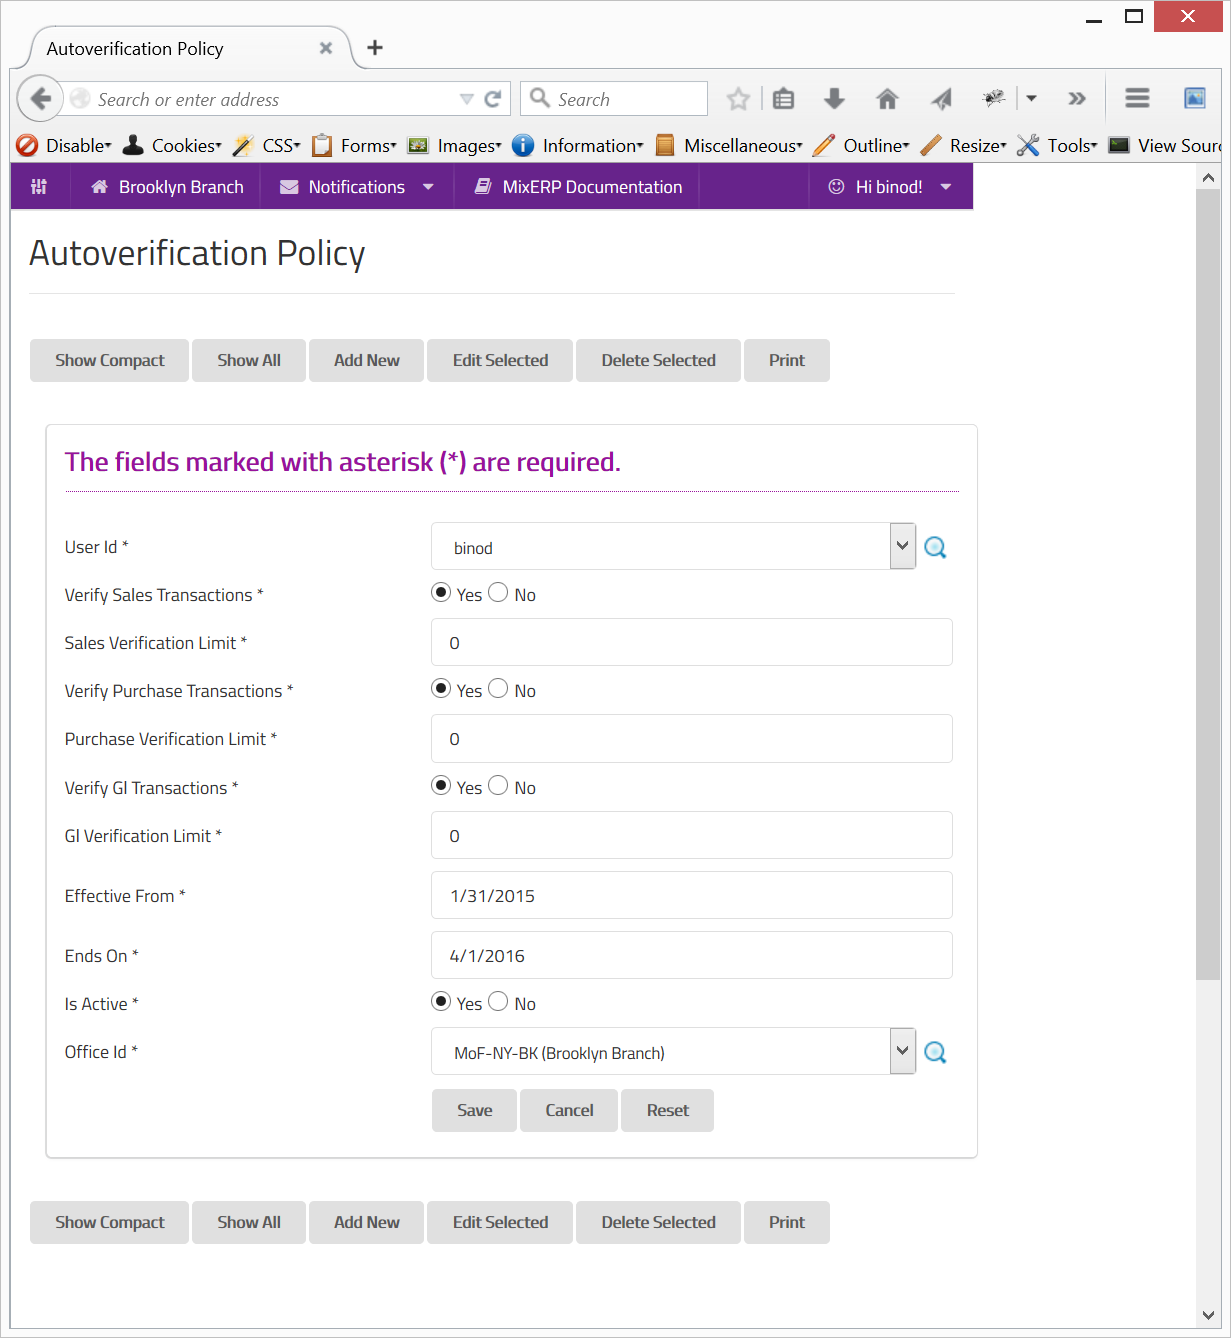 Autoverification Policy
Search or enter address Search
Disable Cookies CSS Forms Images Information Miscellaneous Outline Resize Tools View Sour
Brooklyn Branch Notifications MixERP Documentation Hi binod!
Autoverification Policy
Show Compact Show All Add New Edit Selected Delete Selected Print
The fields marked with asterisk (*) are required.
User Id * binod
Verify Sales Transactions * Yes No
Sales Verification Limit * 0
Verify Purchase Transactions * Yes No
Purchase Verification Limit * 0
Verify Gl Transactions * Yes No
Gl Verification Limit * 0
Effective From * 1/31/2015
Ends On * 4/1/2016
Is Active * Yes No
Office Id * MoF-NY-BK (Brooklyn Branch)
Save Cancel Reset
Show Compact Show All Add New Edit Selected Delete Selected Print